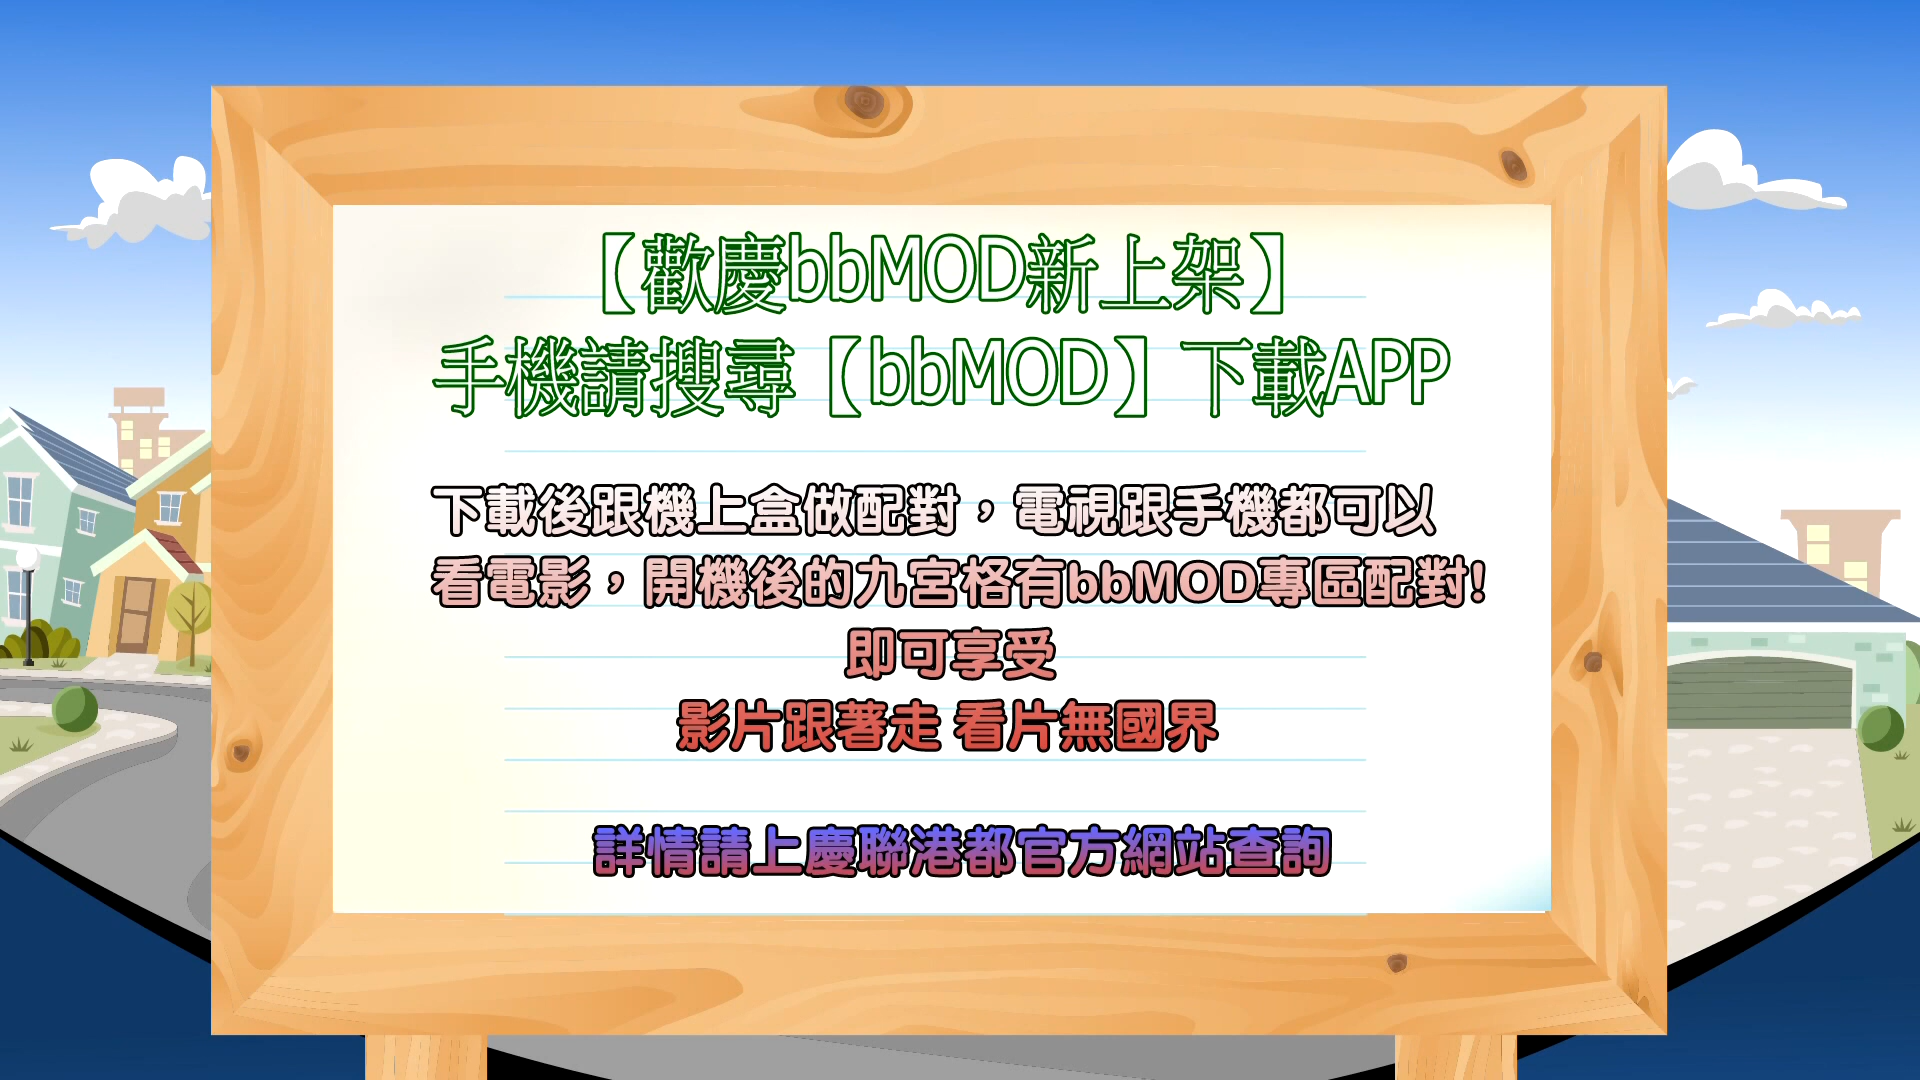 【歡慶bbMOD新上架】
手機請搜尋【bbMOD】下載APP
下載後跟機上盒做配對，電視跟手機都可以
看電影，開機後的九宮格有bbMOD專區配對!
即可享受
影片跟著走 看片無國界
詳情請上慶聯港都官方網站查詢